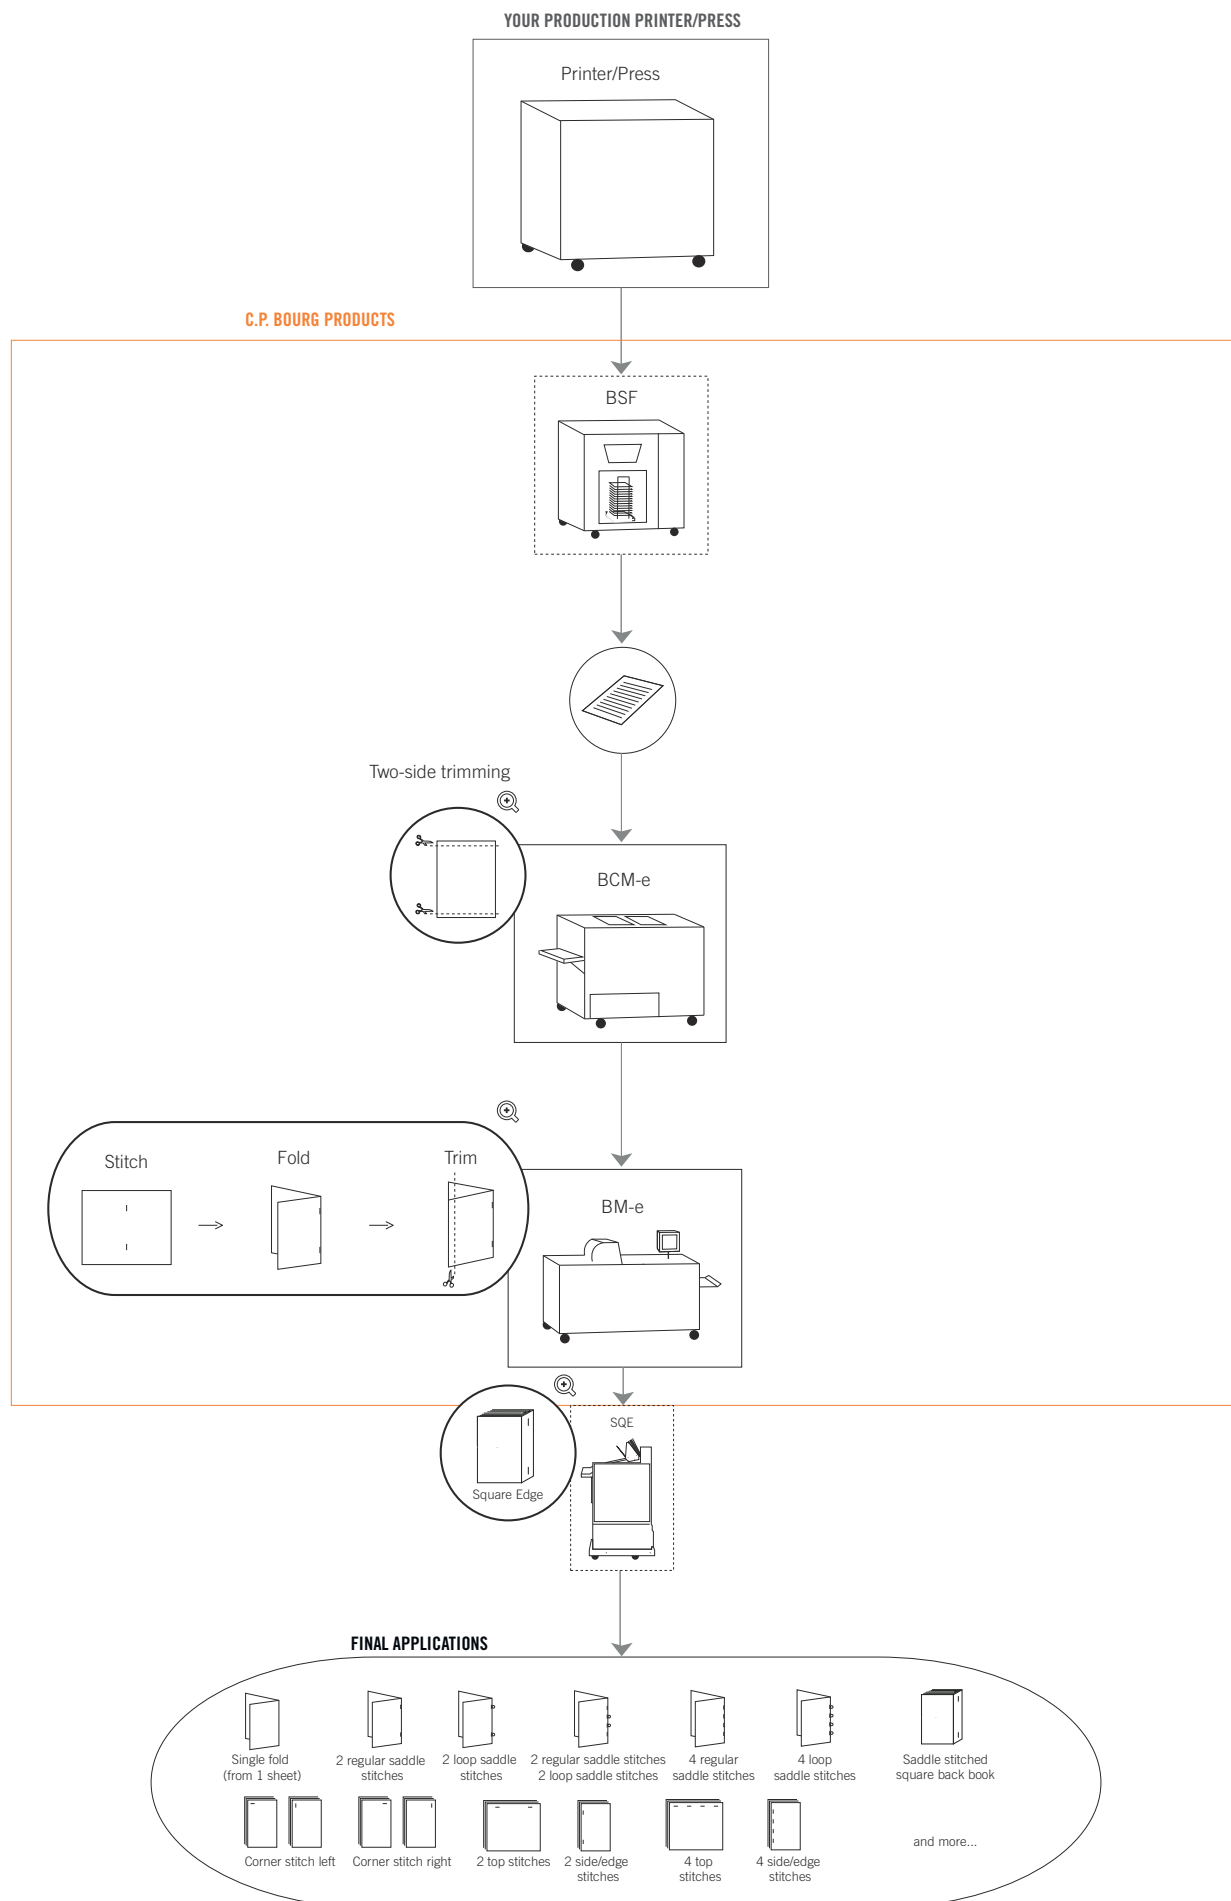 YOUR PRODUCTION PRINTER/PRESS
Printer/Press
C.P. BOURG PRODUCTS
BSF
Two-side trimming
BCM-e
Stitch
Fold
Trim
BM-e
SQE
Square Edge
FINAL APPLICATIONS
Single fold
(from 1 sheet)
2 regular saddle
stitches
2 loop saddle
stitches
2 regular saddle stitches
2 loop saddle stitches
4 regular
saddle stitches
4 loop
saddle stitches
Saddle stitched
square back book
Corner stitch left
Corner stitch right
2 top stitches
2 side/edge
stitches
4 top
stitches
4 side/edge
stitches
and more...